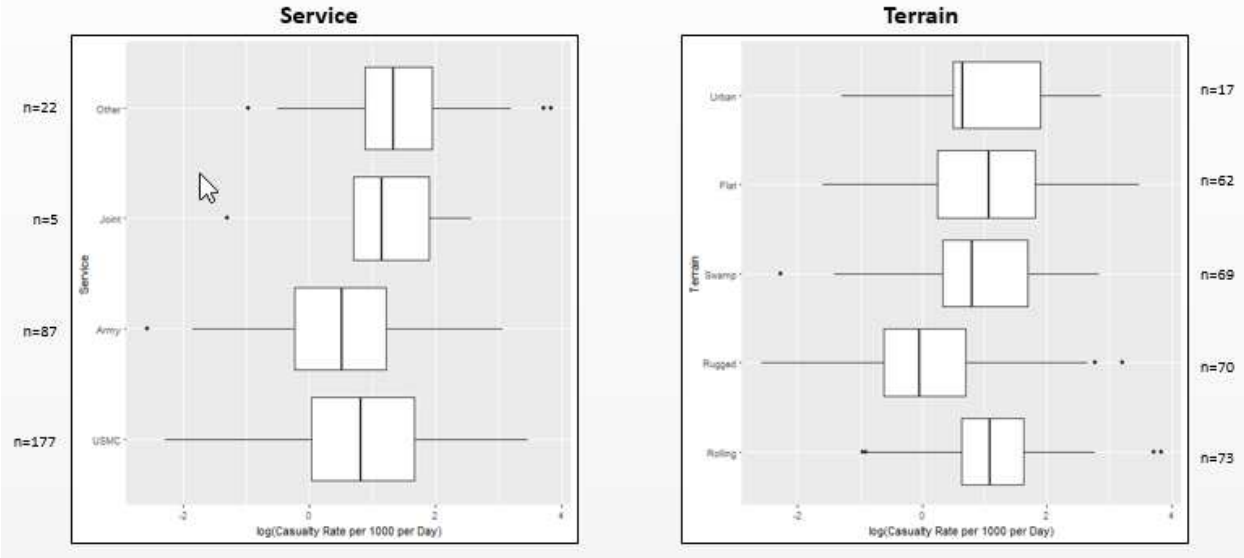 Service
n=22
Other
n=5
Joint
Service
n=87
Army
n=177
USMC
-2
0
2
4
log(Casualty Rate per 1000 per Day)
Terrain
Urban
n=17
Flat
n=62
Terrain
Swamp
n=69
Rugged
n=70
Rolling
n=73
-2
0
2
4
log(Casualty Rate per 1000 per Day)